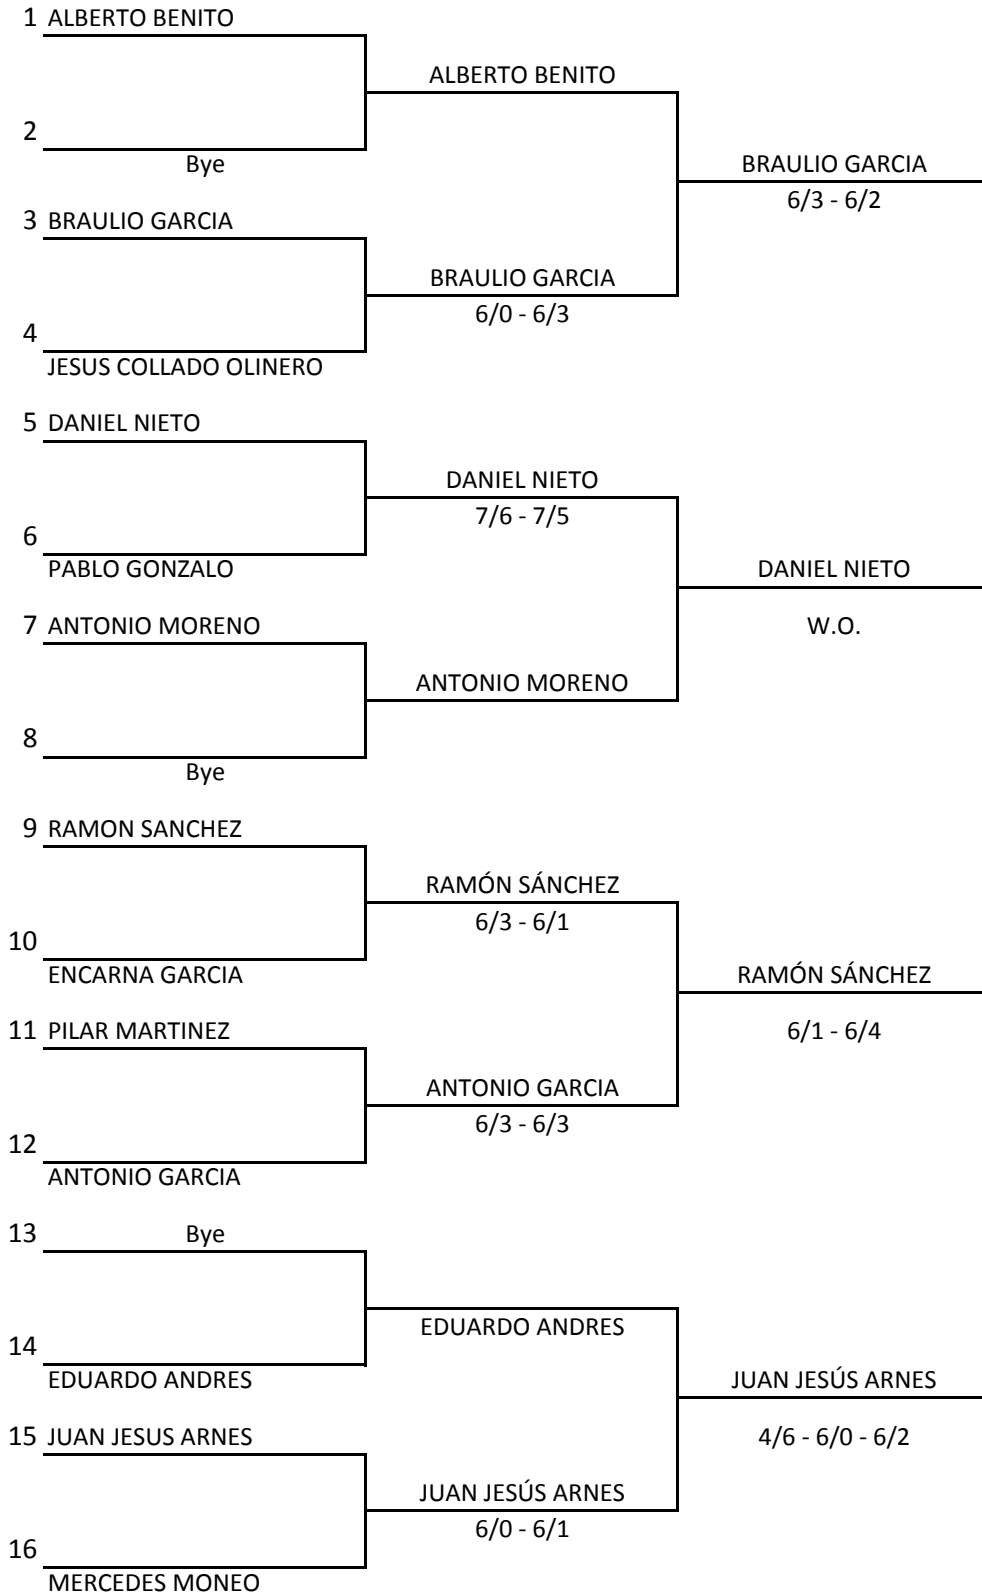 1 ALBERTO BENITO
ALBERTO BENITO
2
Bye
BRAULIO GARCIA
6/3 - 6/2
3 BRAULIO GARCIA
BRAULIO GARCIA
6/0 - 6/3
4
JESUS COLLADO OLINERO
5 DANIEL NIETO
DANIEL NIETO
7/6 - 7/5
6
PABLO GONZALO
DANIEL NIETO
W.O.
7 ANTONIO MORENO
ANTONIO MORENO
8
Bye
9 RAMON SANCHEZ
RAMÓN SÁNCHEZ
6/3 - 6/1
10
ENCARNA GARCIA
RAMÓN SÁNCHEZ
6/1 - 6/4
11 PILAR MARTINEZ
ANTONIO GARCIA
6/3 - 6/3
12
ANTONIO GARCIA
13 Bye
EDUARDO ANDRES
14
EDUARDO ANDRES
JUAN JESÚS ARNES
4/6 - 6/0 - 6/2
15 JUAN JESUS ARNES
JUAN JESÚS ARNES
6/0 - 6/1
16
MERCEDES MONEO